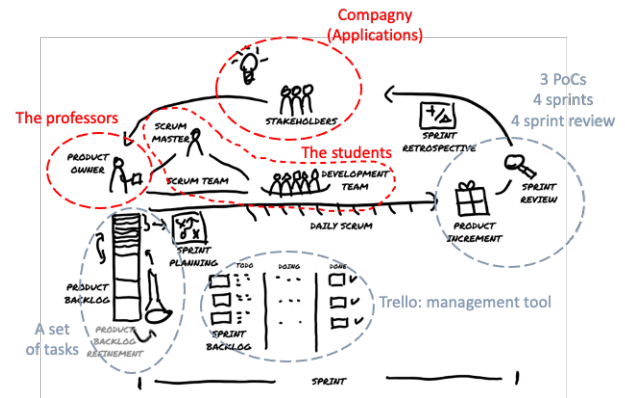 Compagny
(Applications)
3 PoCs
4 sprints
4 sprint review
STAKEHOLDERS
+/Δ
SPRINT
RETROSPECTIVE
The professors
SCRUM
MASTER
PRODUCT
OWNER
The students
SCRUM TEAM
DEVELOPMENT
TEAM
SPRINT
REVIEW
DAILY SCRUM
PRODUCT
INCREMENT
SPRINT
PLANNING
TODO
DOING
DONE
PRODUCT
BACKLOG
Trello: management tool
SPRINT
BACKLOG
A set
of tasks
PRODUCT
BACKLOG
REFINEMENT
SPRINT